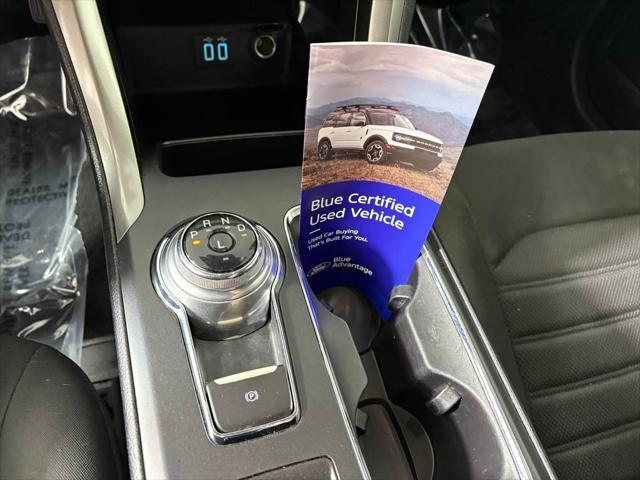 Blue Certified
Used Vehicle
Used Car Buying
That's Built For You.
Ford
Blue
Advantage
P R N D
L
P